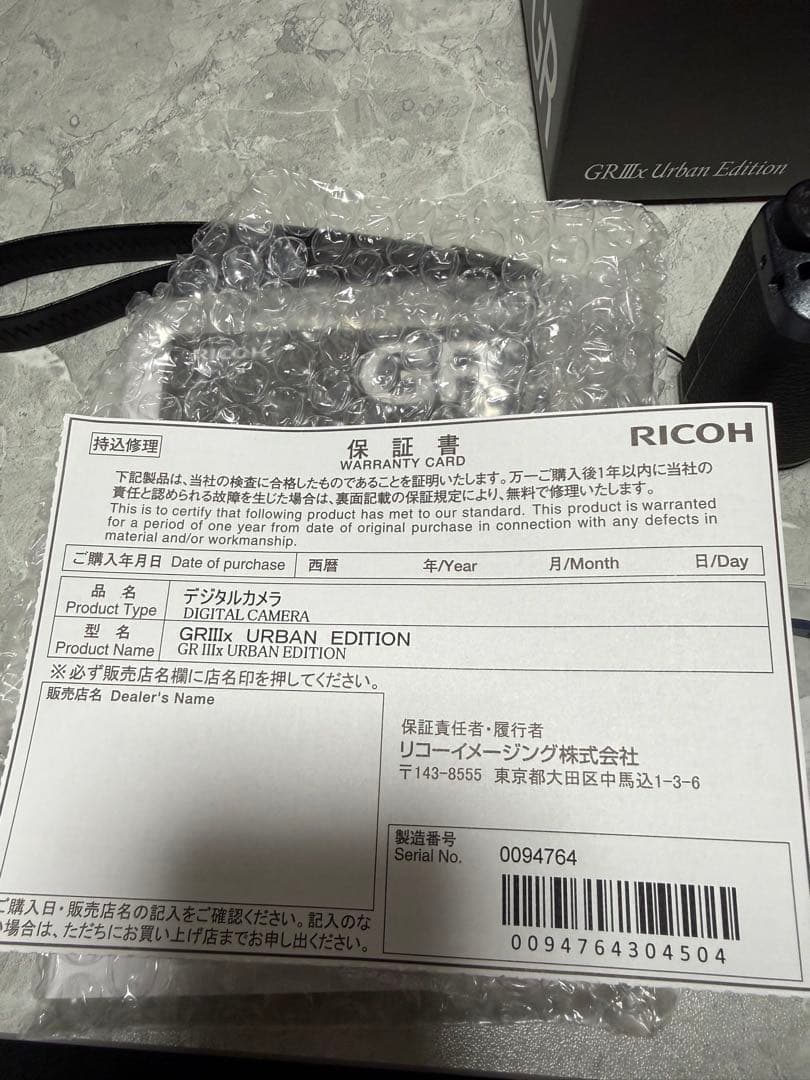 GR
GRIIIx Urban Edition
RICOH
GR
持込修理
保証書
WARRANTY CARD
RICOH
下記製品は、当社の検査に合格したものであることを証明いたします。万一ご購入後1年以内に当社の
責任と認められる故障を生じた場合は、裏面記載の保証規定により、無料で修理いたします。
This is to certify that following product has met to our standard. This product is warranted
for a period of one year from date of original purchase in connection with any defects in
material and/or workmanship.
ご購入年月日 Date of purchase 西暦 年/Year 月/Month 日/Day
品名 デジタルカメラ
Product Type DIGITAL CAMERA
型名 GRIIIx URBAN EDITION
Product Name GR IIIx URBAN EDITION
※必ず販売店名欄に店名印を押してください。
販売店名 Dealer's Name
保証責任者・履行者
リコーイメージング株式会社
〒143-8555 東京都大田区中馬込1-3-6
製造番号
Serial No. 0094764
0094764304504
ご購入日・販売店名の記入をご確認ください。記入のな
い場合は、ただちにお買い上げ店までお申し出ください。